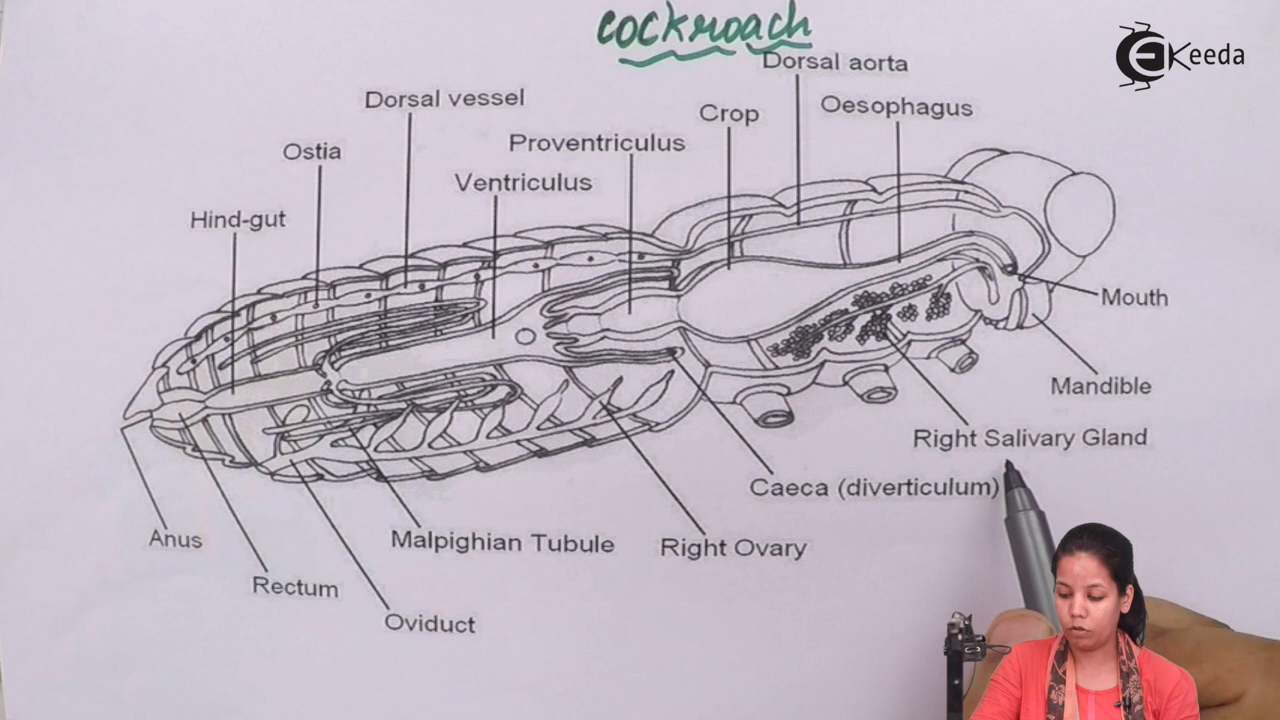 cockroach
EKeeda
Dorsal aorta
Dorsal vessel
Crop
Oesophagus
Ostia
Proventriculus
Ventriculus
Hind-gut
Mouth
Mandible
Right Salivary Gland
Caeca (diverticulum)
Anus
Malpighian Tubule
Right Ovary
Rectum
Oviduct